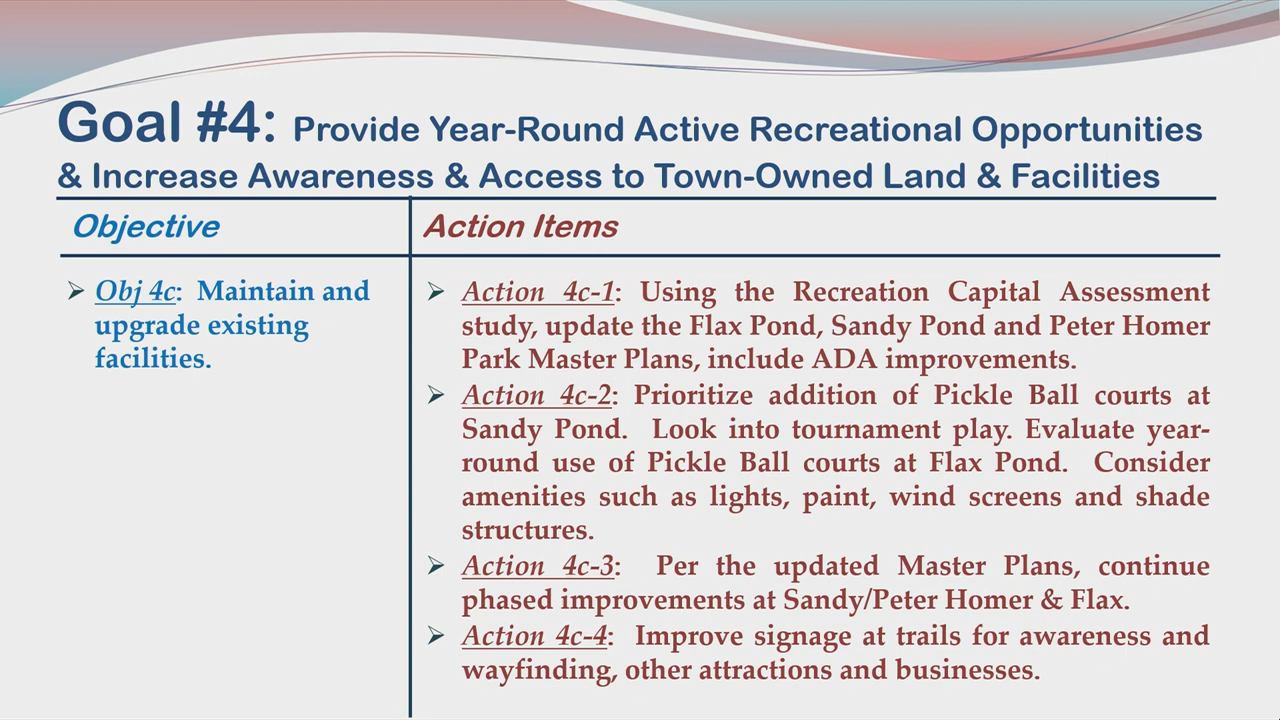 Goal #4: Provide Year-Round Active Recreational Opportunities
& Increase Awareness & Access to Town-Owned Land & Facilities
Objective
Action Items
➢ Obj 4c: Maintain and
upgrade existing
facilities.
➢ Action 4c-1: Using the Recreation Capital Assessment
study, update the Flax Pond, Sandy Pond and Peter Homer
Park Master Plans, include ADA improvements.
➢ Action 4c-2: Prioritize addition of Pickle Ball courts at
Sandy Pond. Look into tournament play. Evaluate year-
round use of Pickle Ball courts at Flax Pond. Consider
amenities such as lights, paint, wind screens and shade
structures.
➢ Action 4c-3: Per the updated Master Plans, continue
phased improvements at Sandy/Peter Homer & Flax.
➢ Action 4c-4: Improve signage at trails for awareness and
wayfinding, other attractions and businesses.